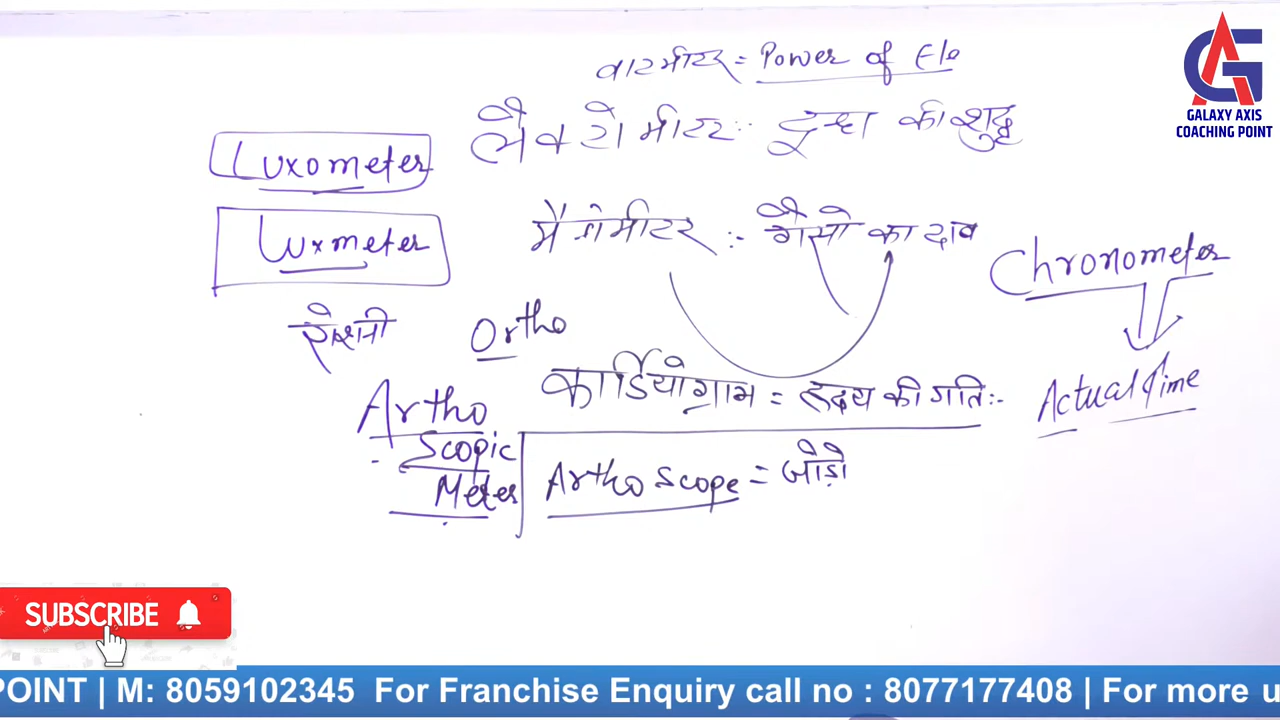 वाटमीटर = Power of Ele
लैक्टोमीटर :- दुग्ध की शुद्ध
Luxometer
Luxmeter
मैनोमीटर :- गैसो का दाब
Chronometer
Actual Time
रोशनी
Ortho
कार्डियोग्राम = हृदय की गति :-
Artho
Scopic
Meter
Artho Scope = जोड़ो
GALAXY AXIS
COACHING POINT
SUBSCRIBE
POINT | M: 8059102345 For Franchise Enquiry call no : 8077177408 | For more u